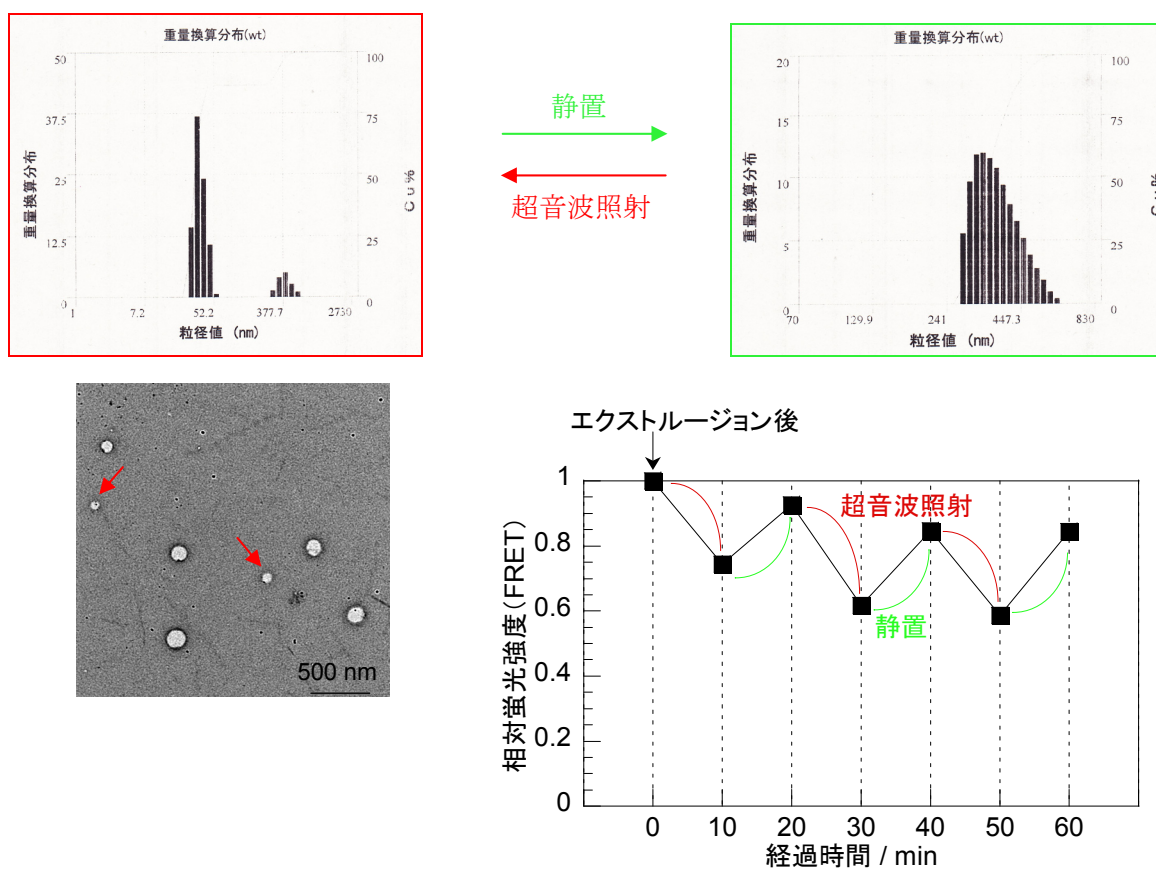 重量換算分布(wt)
50
37.5
25
12.5
0
100
75
50
25
0
重量換算分布
Cu%
1
7.2
52.2
377.7
2730
粒径値 (nm)
静置
超音波照射
重量換算分布(wt)
20
15
10
5
0
100
75
50
25
0
重量換算分布
Cu%
70
129.9
241
447.3
830
粒径値 (nm)
500 nm
エクストルージョン後
1
0.8
0.6
0.4
0.2
0
相対蛍光強度(FRET)
超音波照射
静置
0
10
20
30
40
50
60
経過時間 / min